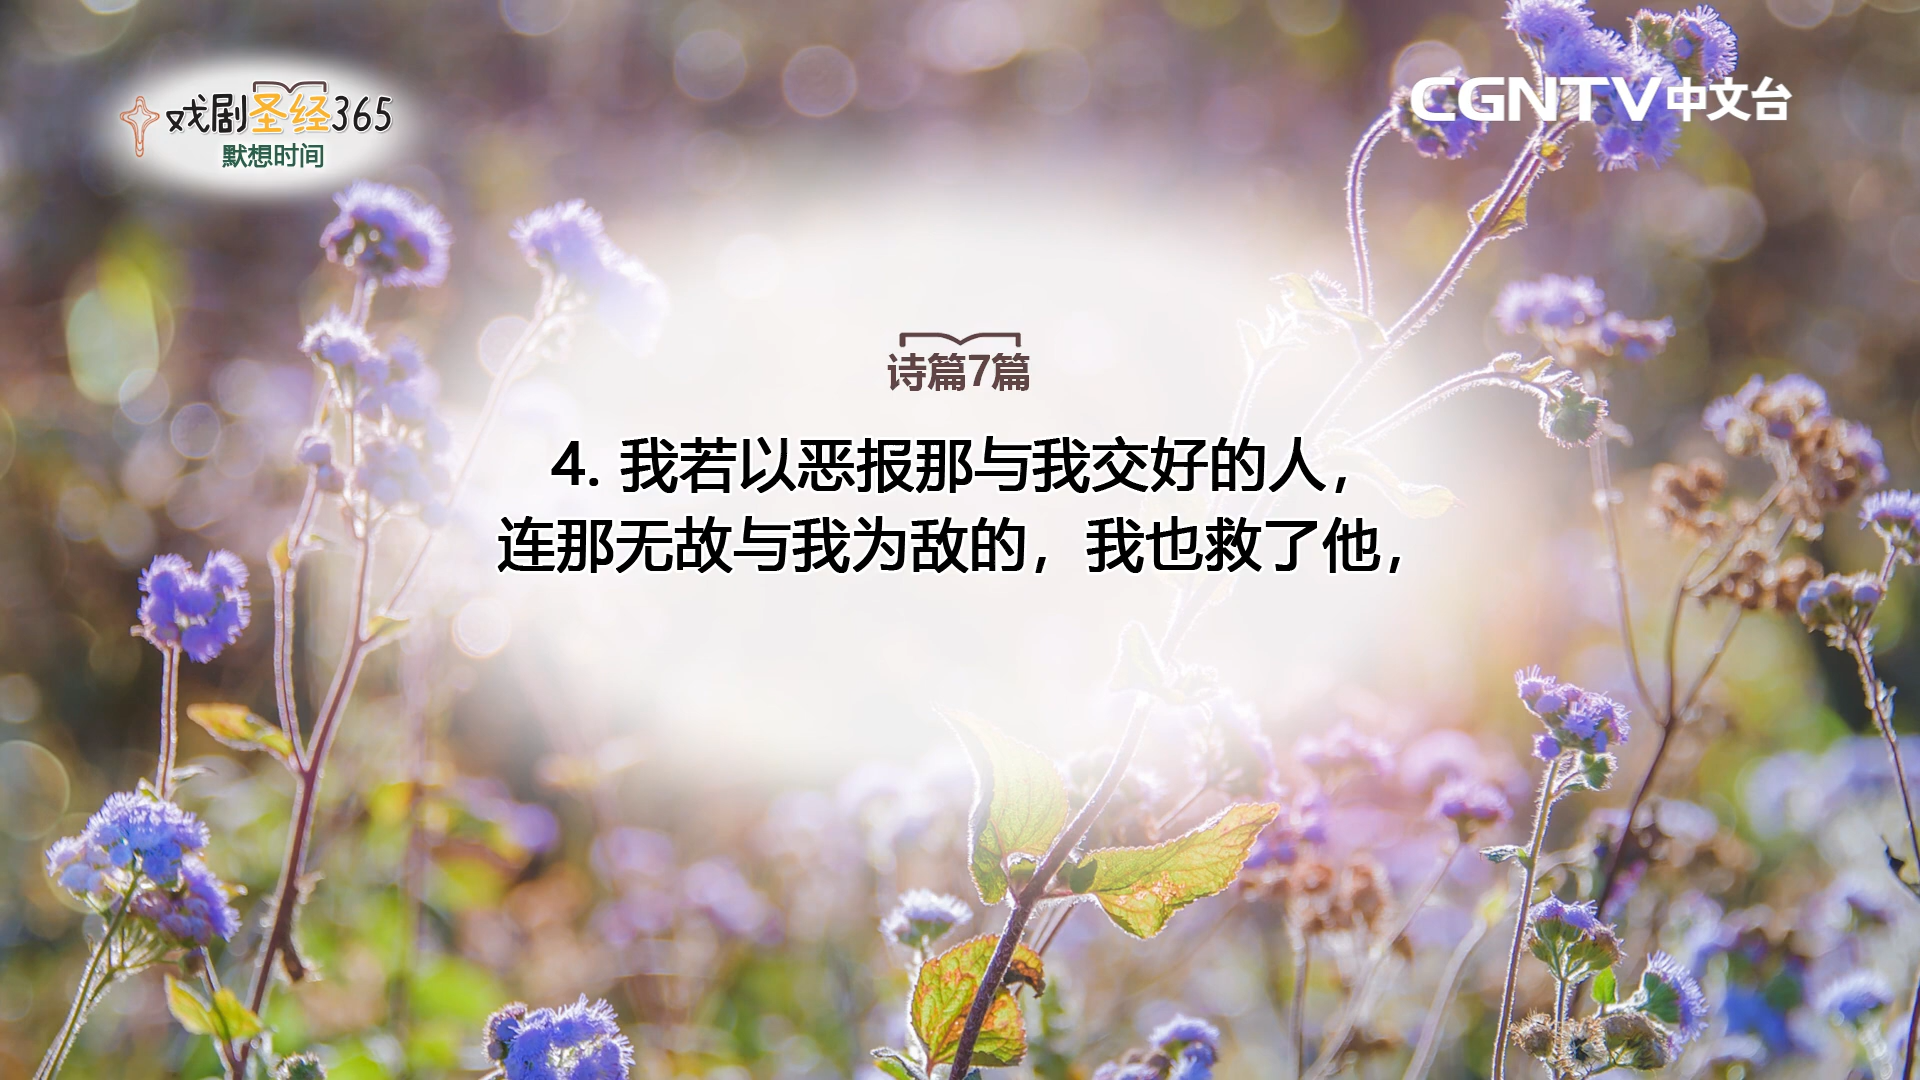 戏剧圣经365
默想时间
CGNTV中文台
诗篇7篇
4. 我若以恶报那与我交好的人，
连那无故与我为敌的，我也救了他，